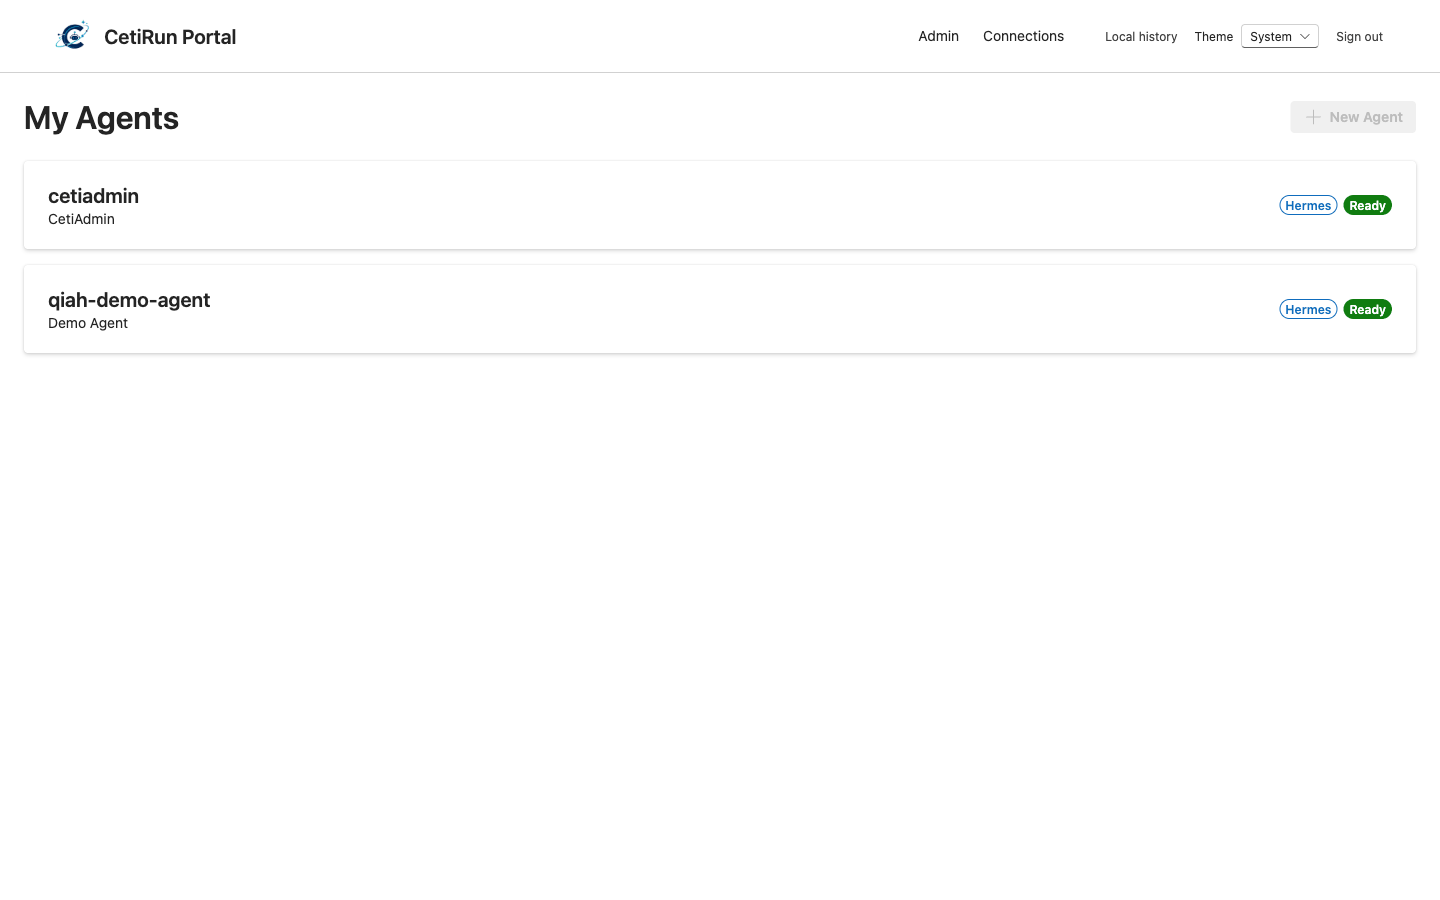 CetiRun Portal
Admin Connections Local history Theme System Sign out
My Agents
New Agent
cetiadmin
CetiAdmin
Hermes Ready
qiah-demo-agent
Demo Agent
Hermes Ready